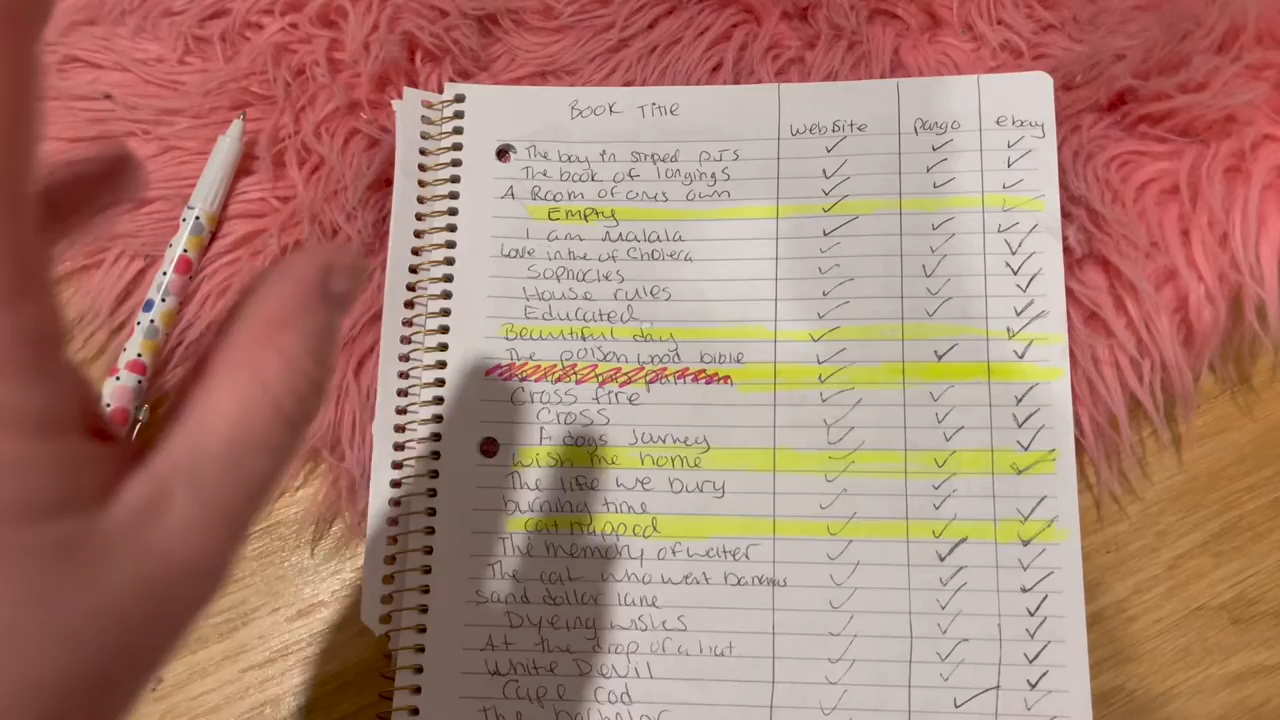 Book Title website pango ebay
The boy in striped PJS ✓ ✓ ✓
The book of longings ✓ ✓ ✓
A Room of ones own ✓ ✓ ✓
Empty ✓ ✓
I am Malala ✓ ✓ ✓
Love in the of Cholera ✓ ✓ ✓
Sophocles ✓ ✓ ✓
House rules ✓ ✓ ✓
Educated ✓ ✓ ✓
Beautiful day ✓ ✓
The poison wood bible ✓ ✓ ✓
✓
Cross fire ✓ ✓ ✓
Cross ✓ ✓ ✓
A dogs Jurney ✓ ✓ ✓
Wish me home ✓ ✓ ✓
The life we bury ✓ ✓
burning time ✓ ✓ ✓
cat napped ✓ ✓ ✓
The memory of water ✓ ✓ ✓
The cat who went bananas ✓ ✓ ✓
Sand dollar lane ✓ ✓ ✓
Dyeing wishes ✓ ✓ ✓
At the drop of a hat ✓ ✓ ✓
White Devil ✓ ✓ ✓
Cape Cod ✓ ✓ ✓
The bachelor